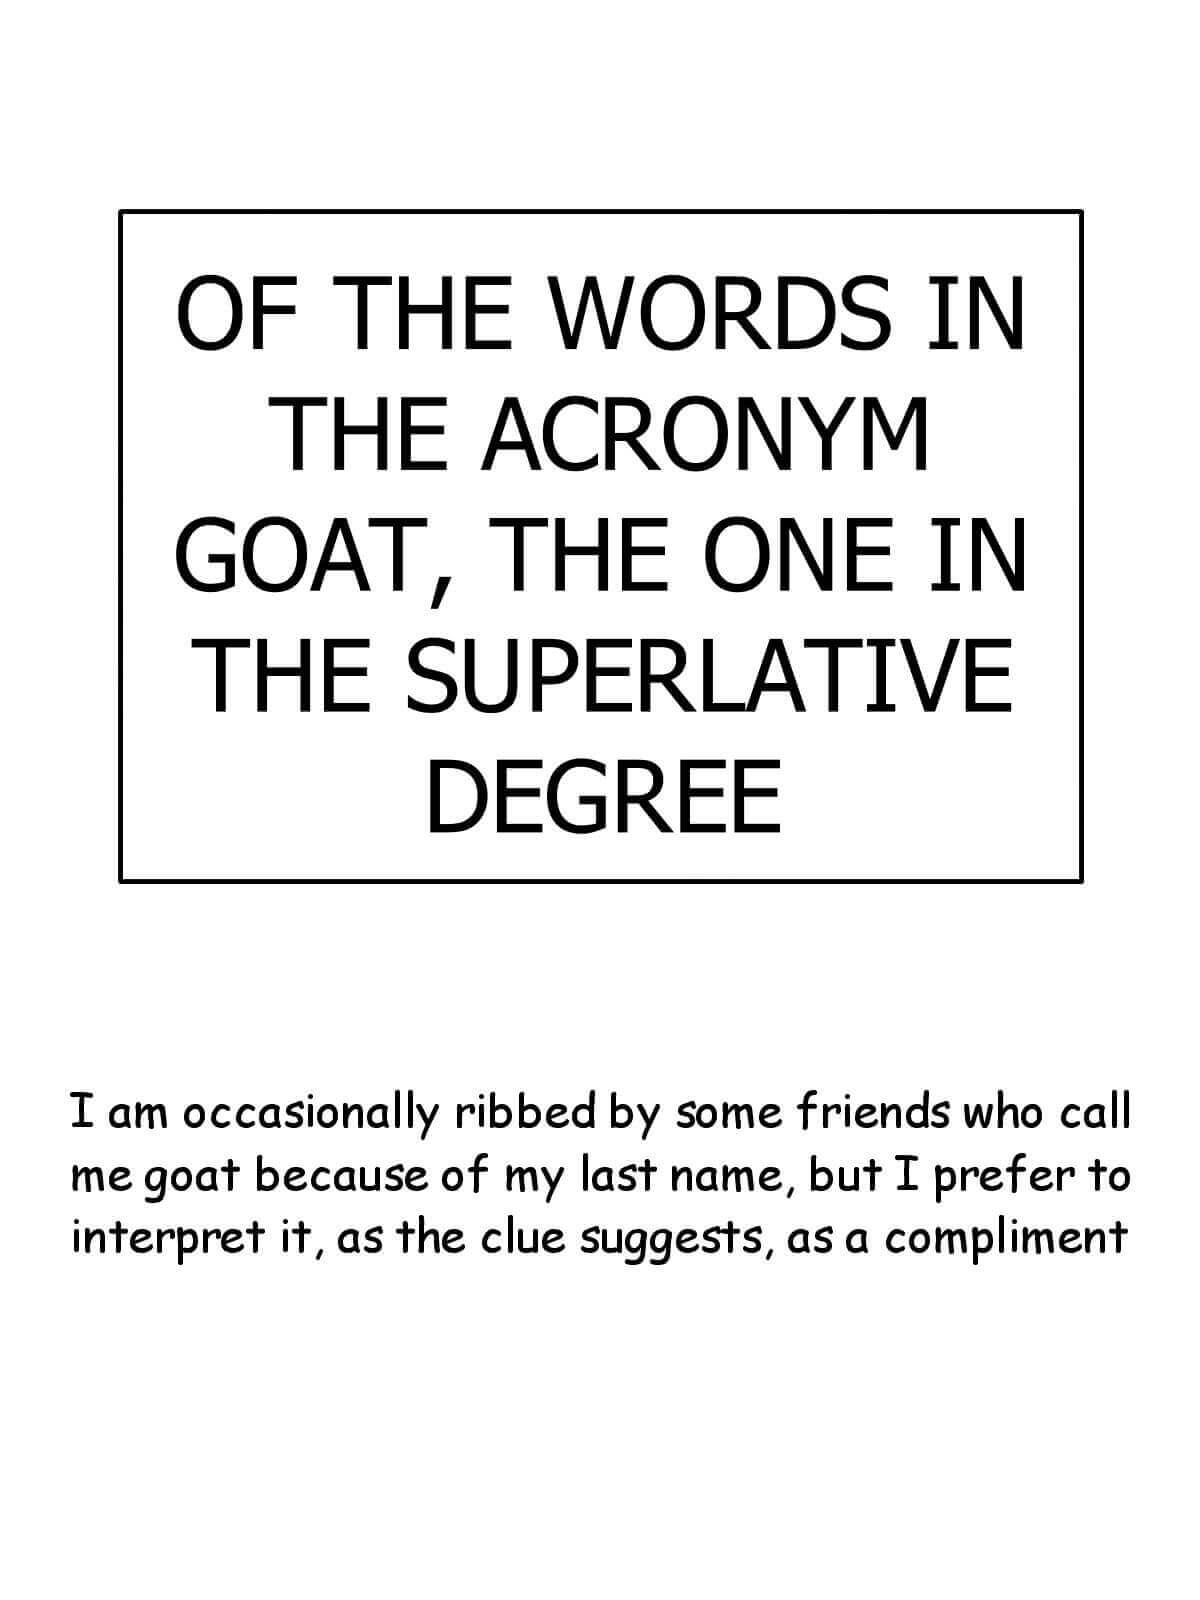 OF THE WORDS IN
THE ACRONYM
GOAT, THE ONE IN
THE SUPERLATIVE
DEGREE
I am occasionally ribbed by some friends who call
me goat because of my last name, but I prefer to
interpret it, as the clue suggests, as a compliment